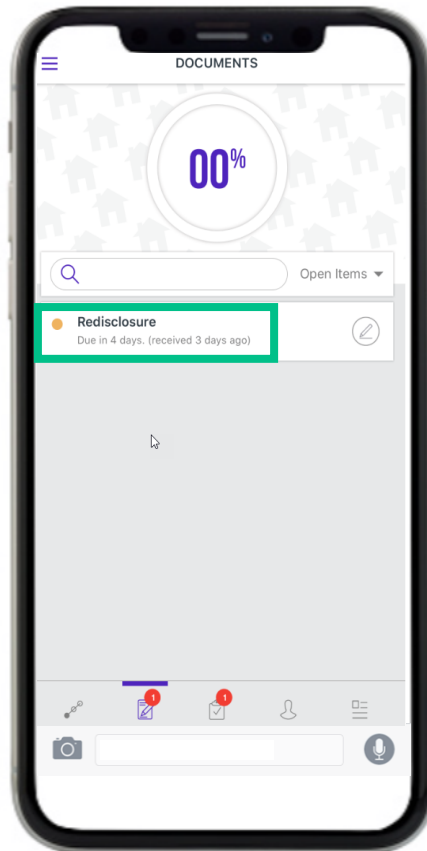 DOCUMENTS
00%
Open Items
Redisclosure
Due in 4 days. (received 3 days ago)
1
1